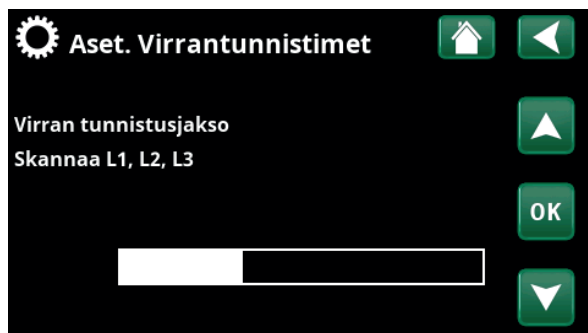 Aset. Virrantunnistimet
Virran tunnistusjakso
Skannaa L1, L2, L3
OK